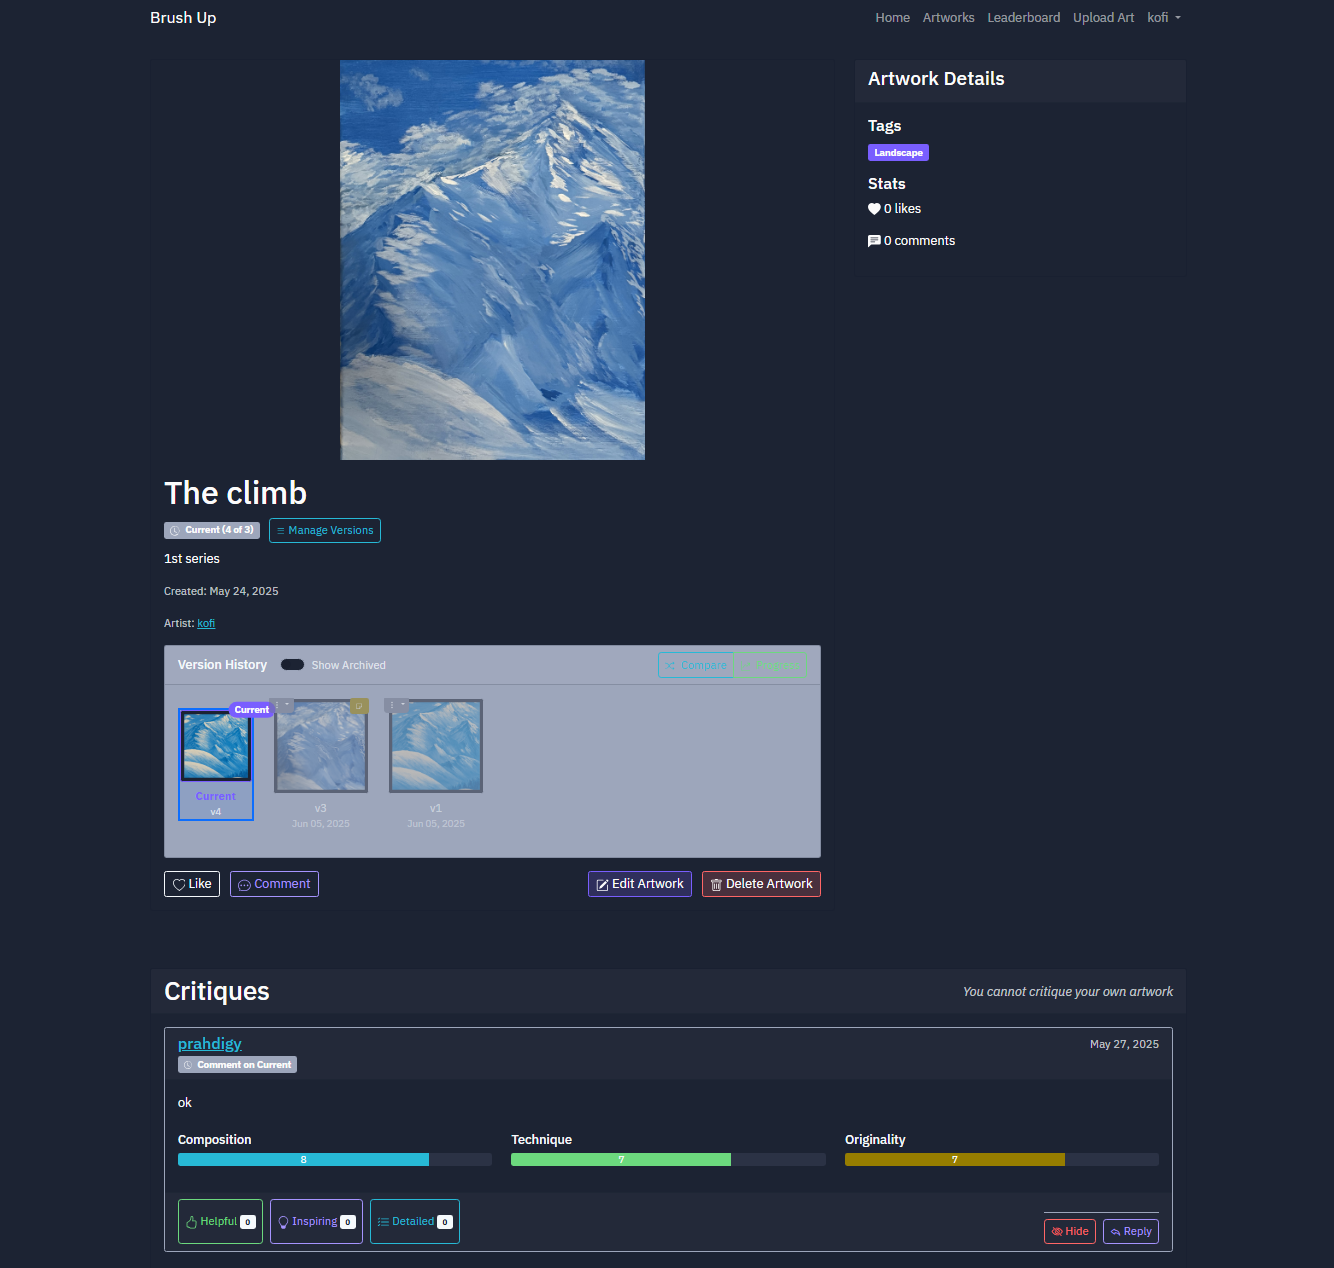 Brush Up
Home Artworks Leaderboard Upload Art kofi
Artwork Details
Tags
Landscape
Stats
0 likes
0 comments
The climb
Current (4 of 3) Manage Versions
1st series
Created: May 24, 2025
Artist: kofi
Version History Show Archived Compare Progress
Current
Current
v4
v3
Jun 05, 2025
v1
Jun 05, 2025
Like Comment Edit Artwork Delete Artwork
Critiques You cannot critique your own artwork
prahdigy May 27, 2025
Comment on Current
ok
Composition Technique Originality
8 7 7
Helpful 0 Inspiring 0 Detailed 0 Hide Reply